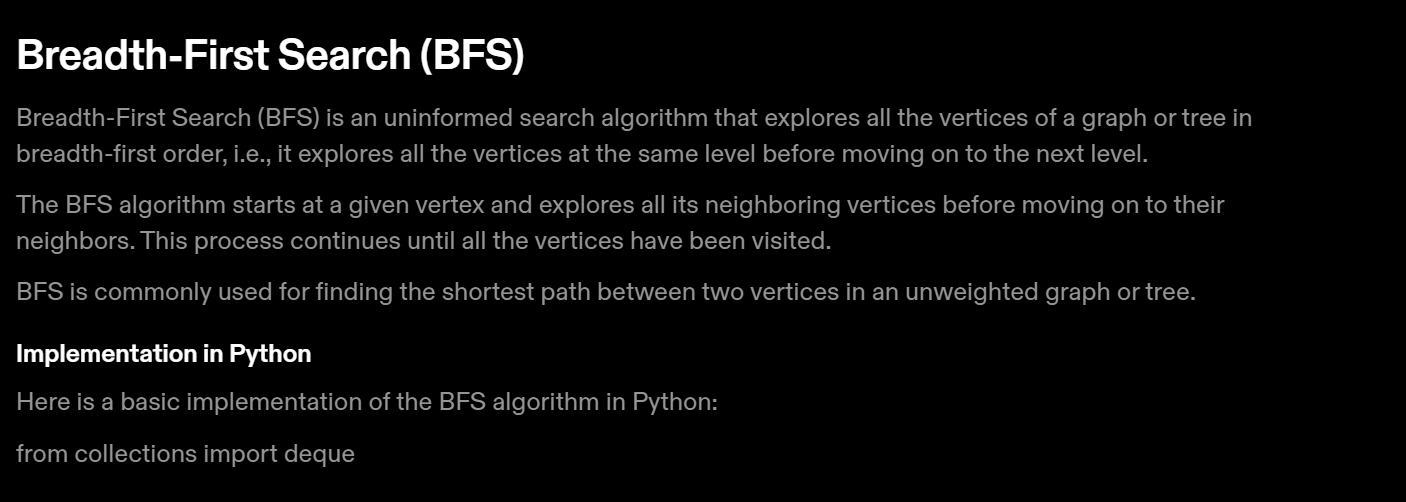 Breadth-First Search (BFS)
Breadth-First Search (BFS) is an uninformed search algorithm that explores all the vertices of a graph or tree in
breadth-first order, i.e., it explores all the vertices at the same level before moving on to the next level.
The BFS algorithm starts at a given vertex and explores all its neighboring vertices before moving on to their
neighbors. This process continues until all the vertices have been visited.
BFS is commonly used for finding the shortest path between two vertices in an unweighted graph or tree.
Implementation in Python
Here is a basic implementation of the BFS algorithm in Python:
from collections import deque